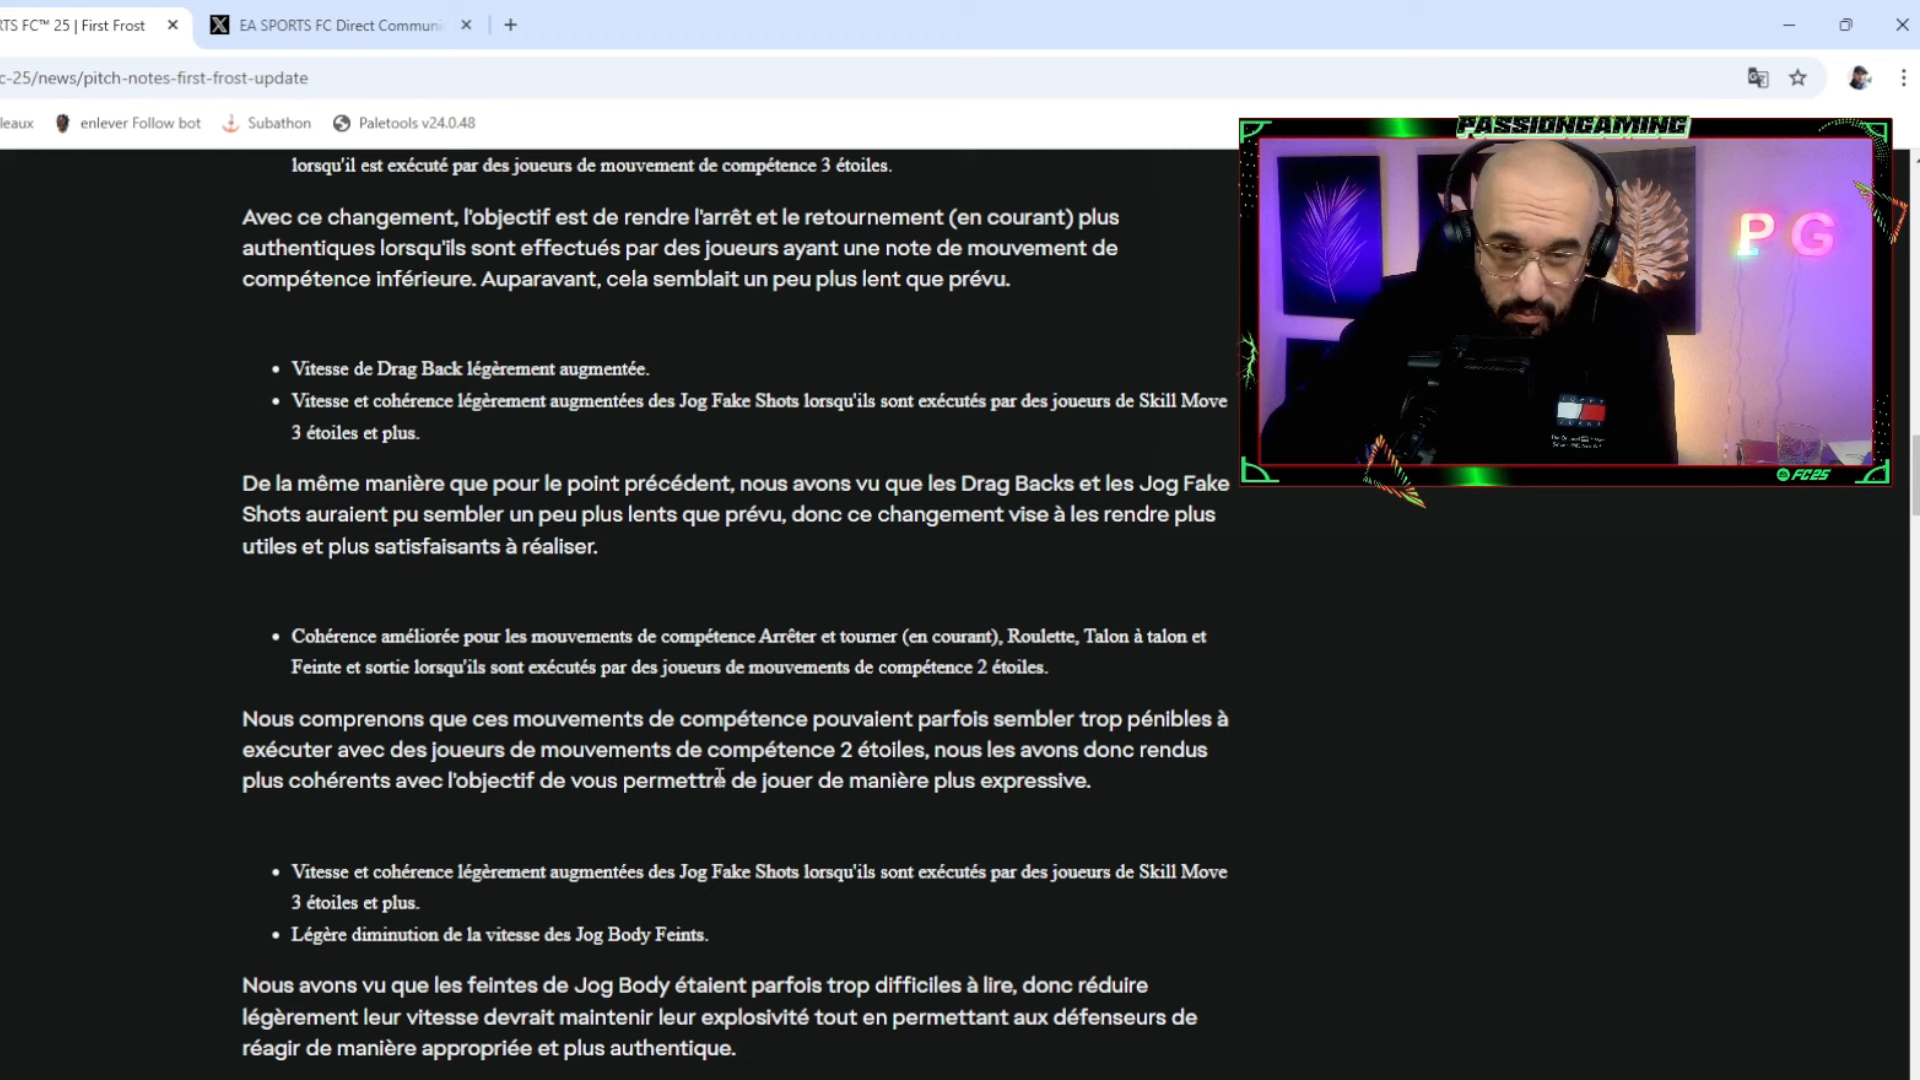 TS FC™ 25 | First Frost
EA SPORTS FC Direct Commun
c-25/news/pitch-notes-first-frost-update
leaux
enlever Follow bot
Subathon
Paletools v24.0.48
PASSIONGAMING
lorsqu'il est exécuté par des joueurs de mouvement de compétence 3 étoiles.
Avec ce changement, l'objectif est de rendre l'arrêt et le retournement (en courant) plus
authentiques lorsqu'ils sont effectués par des joueurs ayant une note de mouvement de
compétence inférieure. Auparavant, cela semblait un peu plus lent que prévu.
P G
• Vitesse de Drag Back légèrement augmentée.
• Vitesse et cohérence légèrement augmentées des Jog Fake Shots lorsqu'ils sont exécutés par des joueurs de Skill Move
3 étoiles et plus.
FC25
De la même manière que pour le point précédent, nous avons vu que les Drag Backs et les Jog Fake
Shots auraient pu sembler un peu plus lents que prévu, donc ce changement vise à les rendre plus
utiles et plus satisfaisants à réaliser.
• Cohérence améliorée pour les mouvements de compétence Arrêter et tourner (en courant), Roulette, Talon à talon et
Feinte et sortie lorsqu'ils sont exécutés par des joueurs de mouvements de compétence 2 étoiles.
Nous comprenons que ces mouvements de compétence pouvaient parfois sembler trop pénibles à
exécuter avec des joueurs de mouvements de compétence 2 étoiles, nous les avons donc rendus
plus cohérents avec l'objectif de vous permettre de jouer de manière plus expressive.
• Vitesse et cohérence légèrement augmentées des Jog Fake Shots lorsqu'ils sont exécutés par des joueurs de Skill Move
3 étoiles et plus.
• Légère diminution de la vitesse des Jog Body Feints.
Nous avons vu que les feintes de Jog Body étaient parfois trop difficiles à lire, donc réduire
légèrement leur vitesse devrait maintenir leur explosivité tout en permettant aux défenseurs de
réagir de manière appropriée et plus authentique.